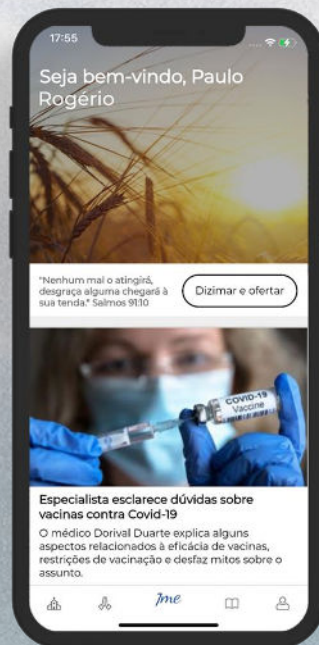 17:55
Seja bem-vindo, Paulo
Rogério
"Nenhum mal o atingirá,
desgraça alguma chegará à
sua tenda." Salmos 91:10
Dizimar e ofertar
COVID-19
Vaccine
Especialista esclarece dúvidas sobre
vacinas contra Covid-19
O médico Dorival Duarte explica alguns
aspectos relacionados à eficácia de vacinas,
restrições de vacinação e desfaz mitos sobre o
assunto.